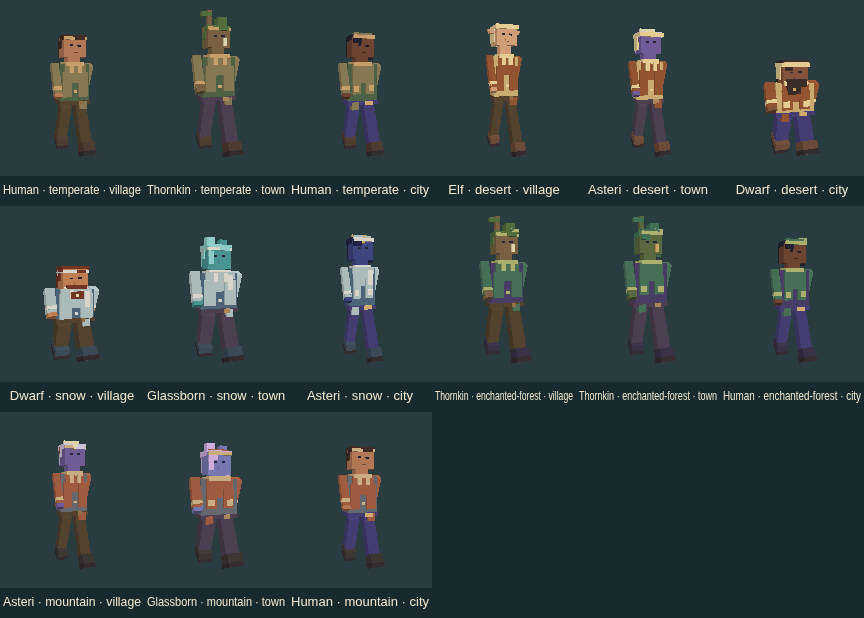 Human · temperate · village
Thornkin · temperate · town
Human · temperate · city
Elf · desert · village
Asteri · desert · town
Dwarf · desert · city
Dwarf · snow · village
Glassborn · snow · town
Asteri · snow · city
Thornkin · enchanted-forest · village
Thornkin · enchanted-forest · town
Human · enchanted-forest · city
Asteri · mountain · village
Glassborn · mountain · town
Human · mountain · city